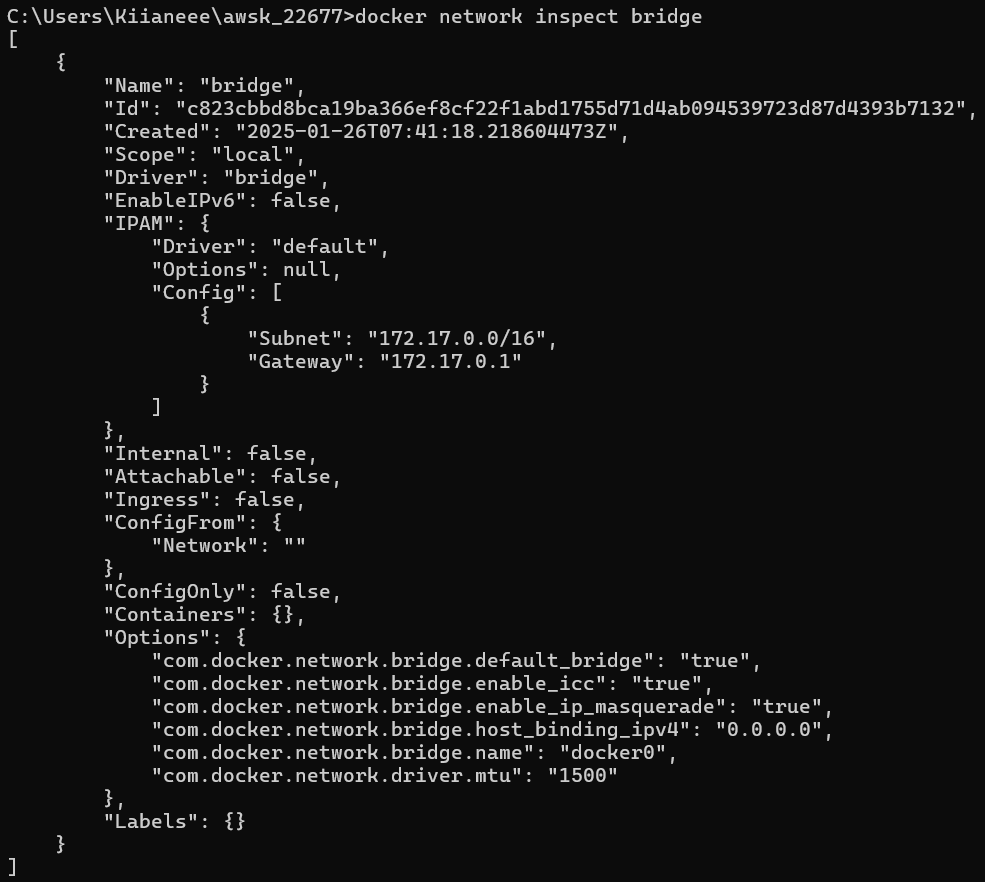 C:\Users\Kiianeee\awsk_22677>docker network inspect bridge
[
    {
        "Name": "bridge",
        "Id": "c823cbbd8bca19ba366ef8cf22f1abd1755d71d4ab094539723d87d4393b7132",
        "Created": "2025-01-26T07:41:18.218604473Z",
        "Scope": "local",
        "Driver": "bridge",
        "EnableIPv6": false,
        "IPAM": {
            "Driver": "default",
            "Options": null,
            "Config": [
                {
                    "Subnet": "172.17.0.0/16",
                    "Gateway": "172.17.0.1"
                }
            ]
        },
        "Internal": false,
        "Attachable": false,
        "Ingress": false,
        "ConfigFrom": {
            "Network": ""
        },
        "ConfigOnly": false,
        "Containers": {},
        "Options": {
            "com.docker.network.bridge.default_bridge": "true",
            "com.docker.network.bridge.enable_icc": "true",
            "com.docker.network.bridge.enable_ip_masquerade": "true",
            "com.docker.network.bridge.host_binding_ipv4": "0.0.0.0",
            "com.docker.network.bridge.name": "docker0",
            "com.docker.network.driver.mtu": "1500"
        },
        "Labels": {}
    }
]